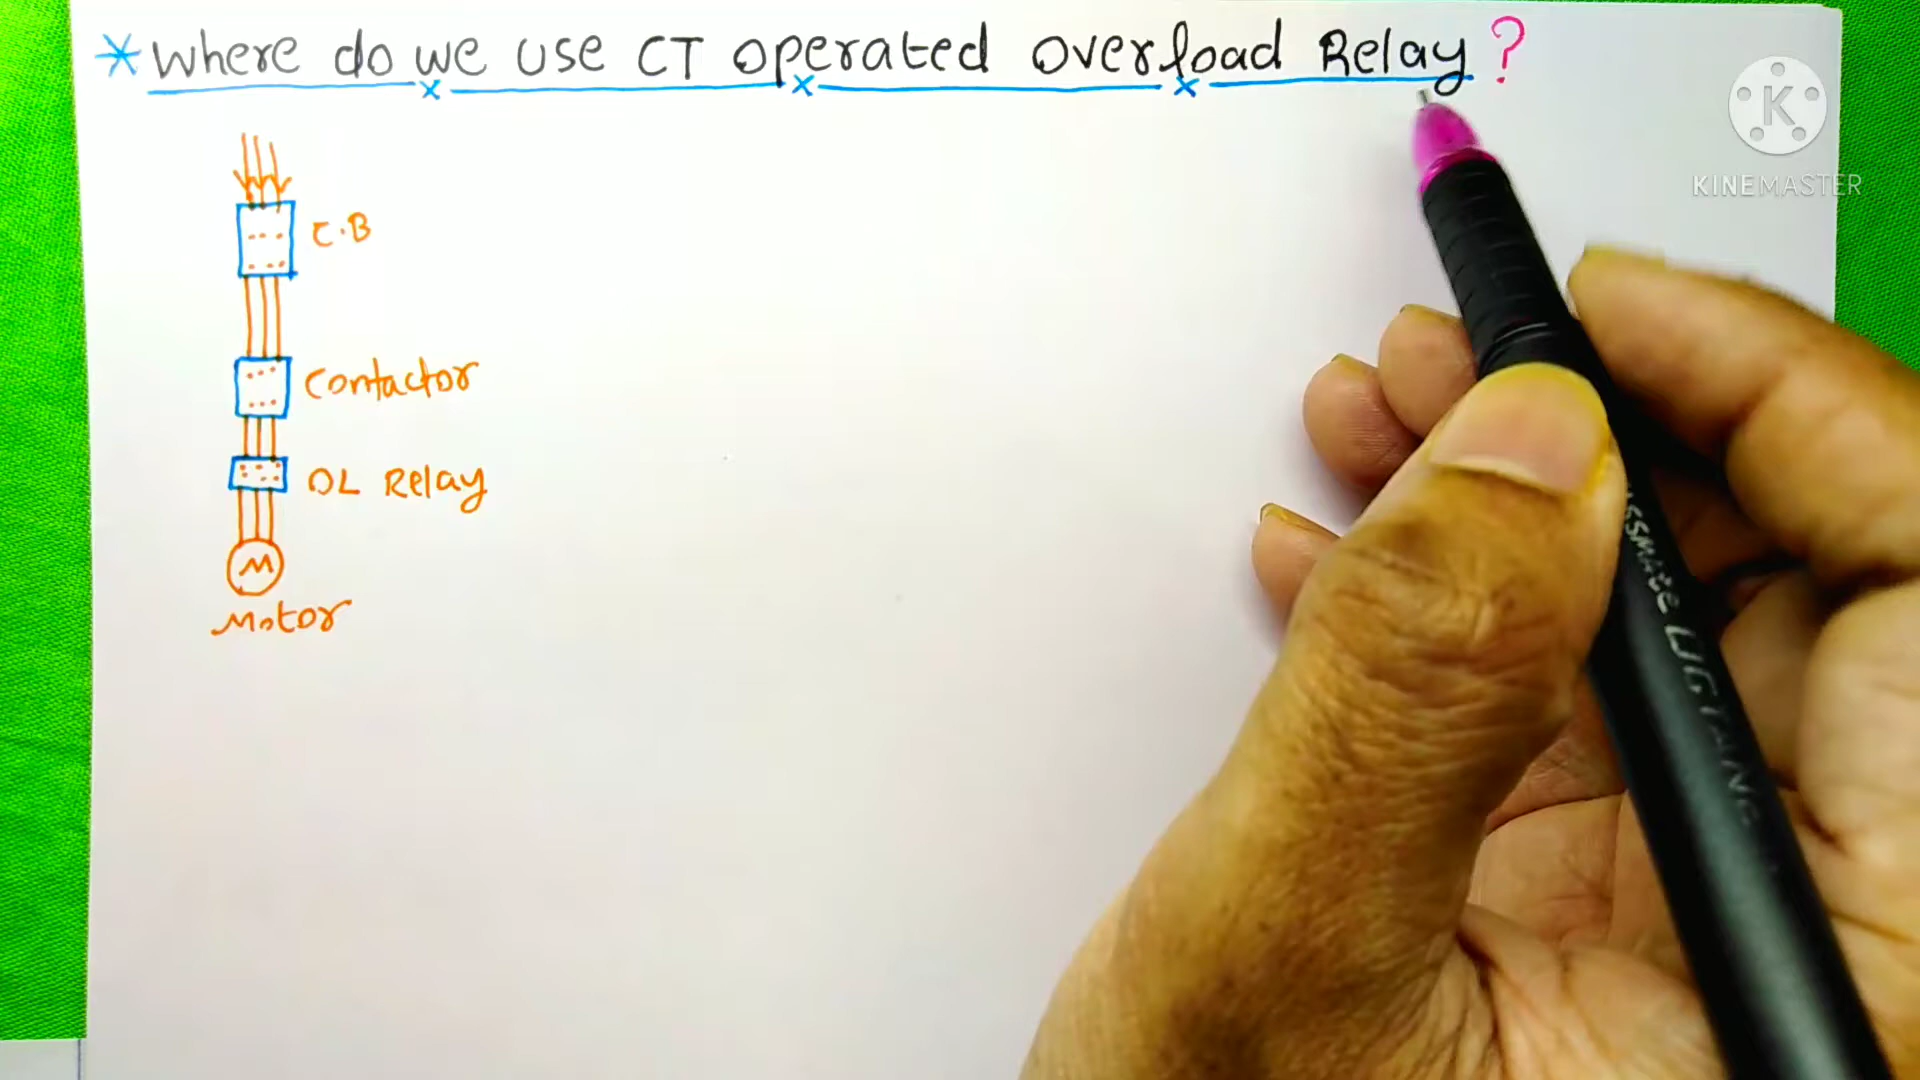 *Where do we use CT operated overload Relay?
K
KINEMASTER
C.B
Contactor
OL Relay
M
Motor